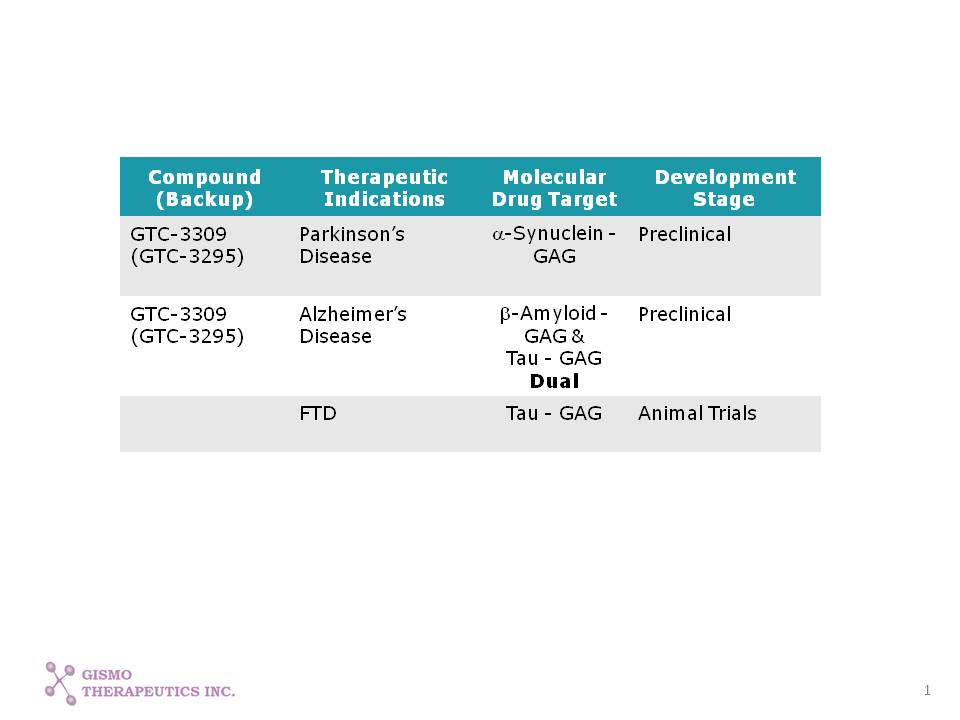 Compound Therapeutic Molecular Development
(Backup) Indications Drug Target Stage
GTC-3309 Parkinson’s α-Synuclein - Preclinical
(GTC-3295) Disease GAG
GTC-3309 Alzheimer’s β-Amyloid - Preclinical
(GTC-3295) Disease GAG &
Tau - GAG
Dual
FTD Tau - GAG Animal Trials
GISMO
THERAPEUTICS INC.
1